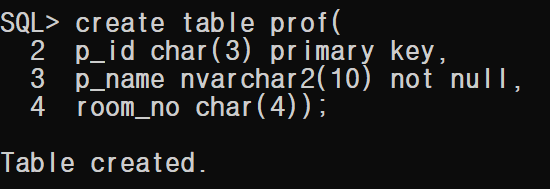 SQL> create table prof(
2 p_id char(3) primary key,
3 p_name nvarchar2(10) not null,
4 room_no char(4));
Table created.